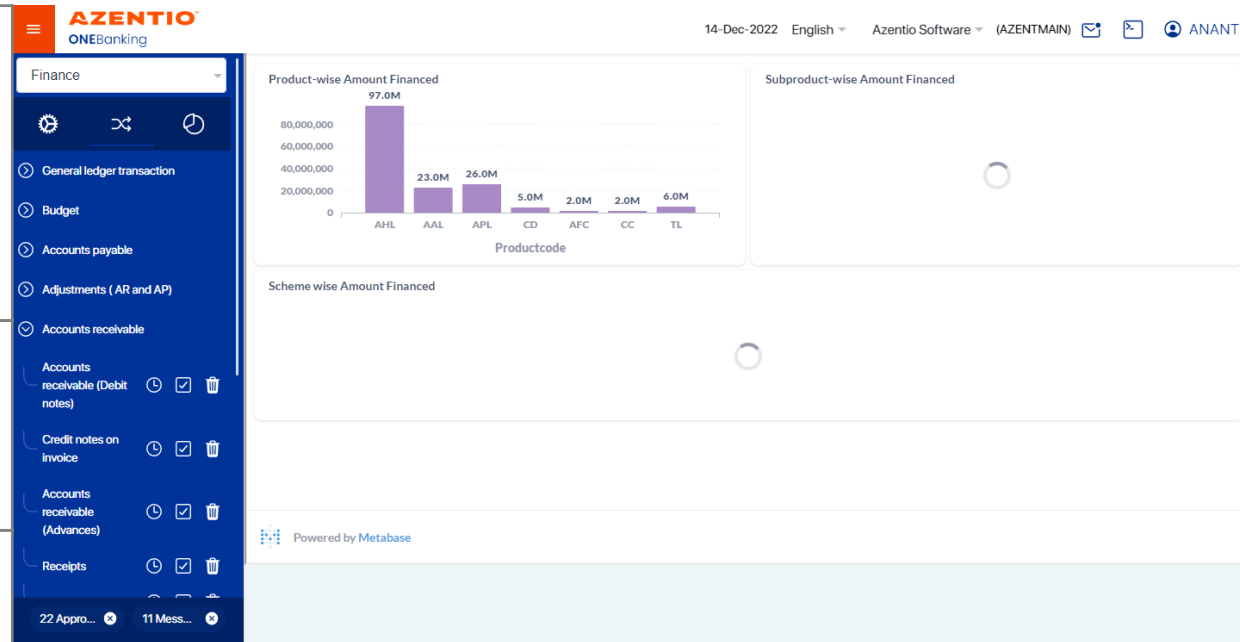 AZENTIO™
ONEBanking
14-Dec-2022 English Azentio Software (AZENTMAIN) ANANT
Finance
General ledger transaction
Budget
Accounts payable
Adjustments ( AR and AP)
Accounts receivable
Accounts
receivable (Debit
notes)
Credit notes on
invoice
Accounts
receivable
(Advances)
Receipts
22 Appro...
11 Mess...
Product-wise Amount Financed
97.0M
80,000,000
60,000,000
40,000,000
23.0M
26.0M
20,000,000
5.0M
2.0M
2.0M
6.0M
0
AHL AAL APL CD AFC CC TL
Productcode
Subproduct-wise Amount Financed
Scheme wise Amount Financed
Powered by Metabase